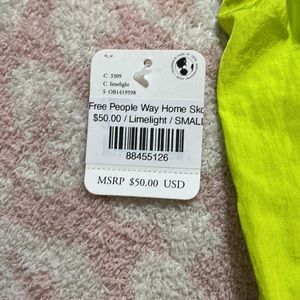 C 3309
C limelight
S OB1419998
Free People Way Home Sko
$50.00 / Limelight / SMALL
88455126
MSRP $50.00 USD